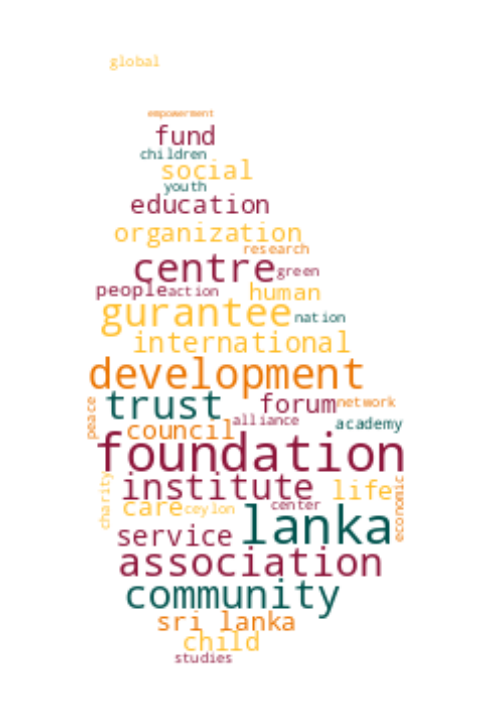 global
empowerment
fund
children
social
youth
education
organization
research
centre green
people action human
gurantee nation
international
development
trust forum network
peace council alliance academy
foundation
institute life
charity care ceylon center economic
service lanka
association
community
sri lanka
child
studies